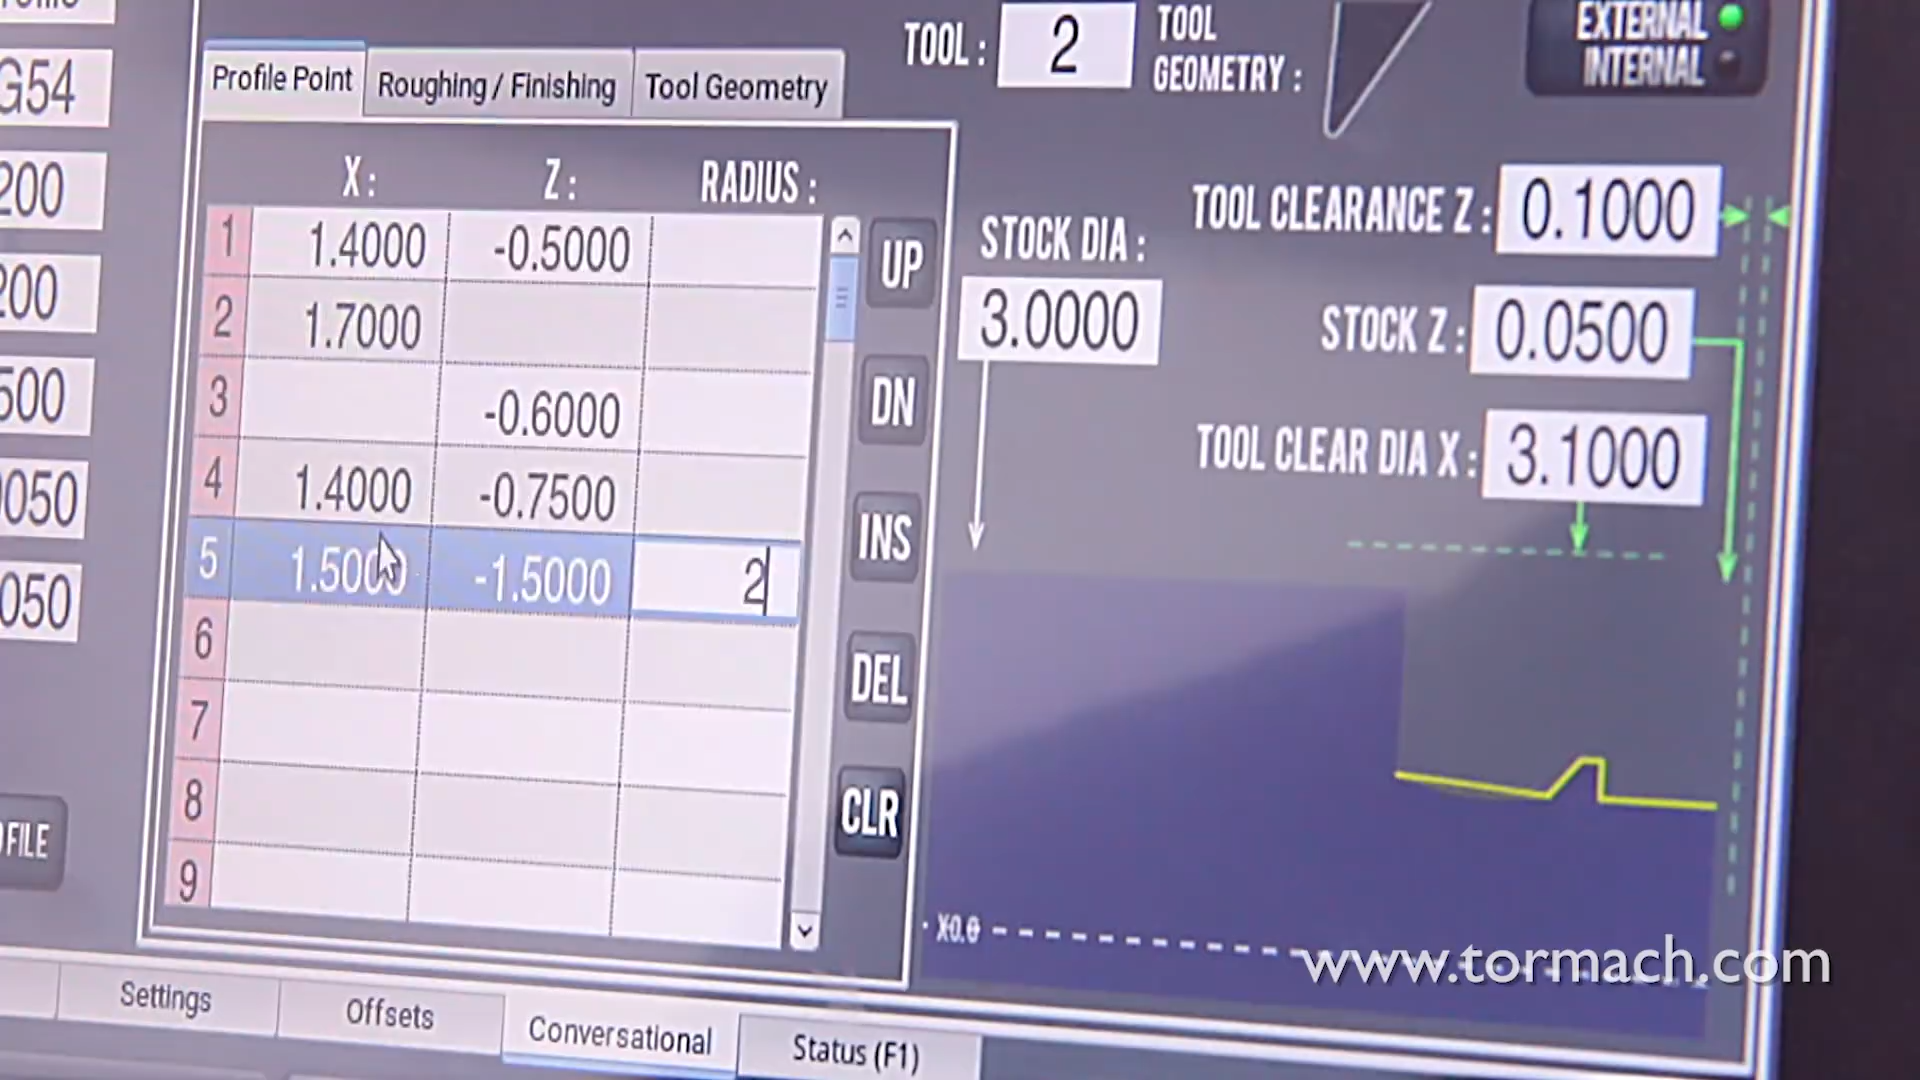 G54
200
200
500
0050
050
FILE
Profile Point
Roughing / Finishing
Tool Geometry
X :
Z :
RADIUS :
1 1.4000 -0.5000
2 1.7000
3 -0.6000
4 1.4000 -0.7500
5 1.5000 -1.5000 2
6
7
8
9
UP
DN
INS
DEL
CLR
TOOL : 2
TOOL
GEOMETRY :
EXTERNAL
INTERNAL
TOOL CLEARANCE Z : 0.1000
STOCK DIA :
3.0000
STOCK Z : 0.0500
TOOL CLEAR DIA X : 3.1000
X0.0
www.tormach.com
Settings
Offsets
Conversational
Status (F1)